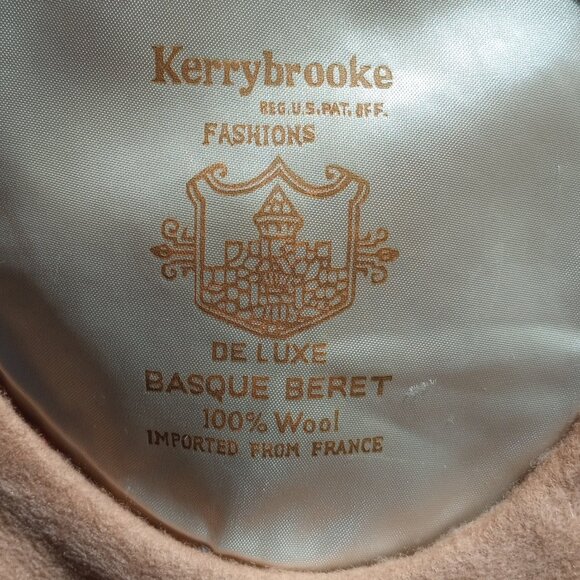 Kerrybrooke
REG.U.S.PAT.OFF.
FASHIONS
DE LUXE
BASQUE BERET
100% Wool
IMPORTED FROM FRANCE